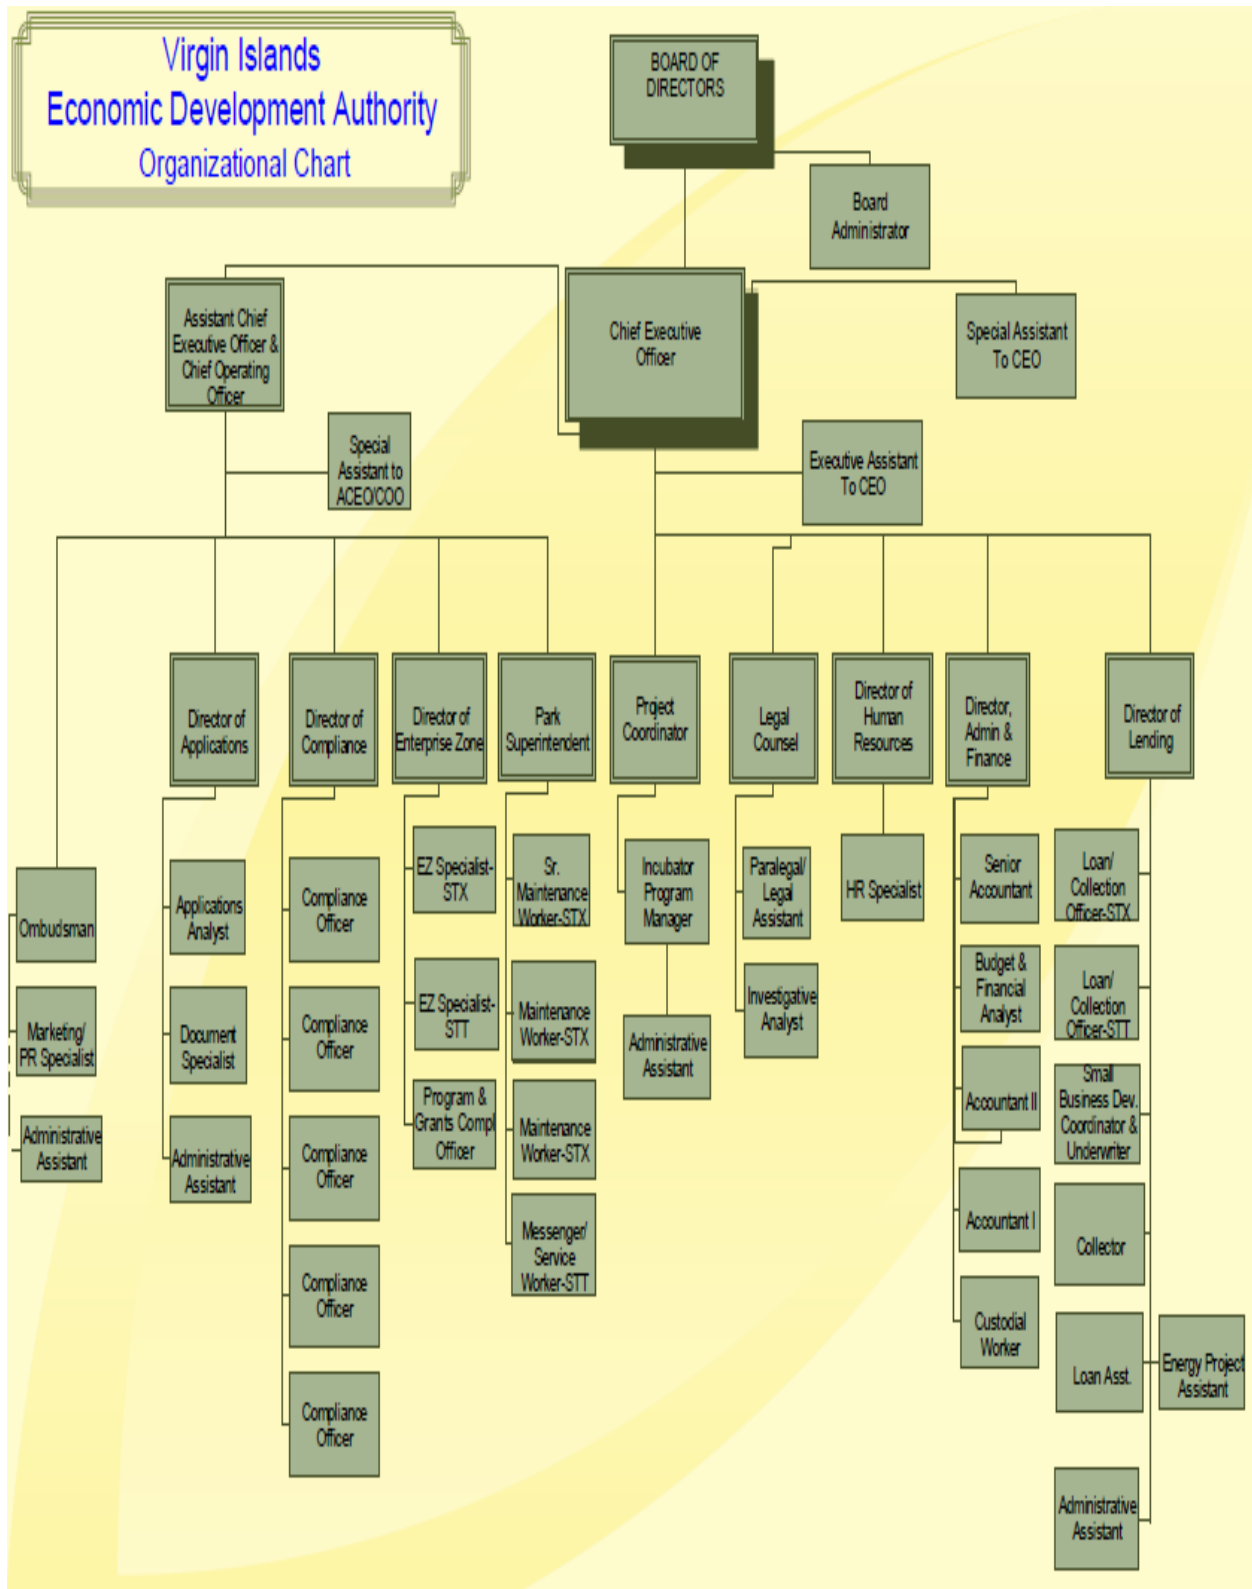 Virgin Islands
Economic Development Authority
Organizational Chart
BOARD OF
DIRECTORS
Board
Administrator
Assistant Chief
Executive Officer &
Chief Operating
Officer
Chief Executive
Officer
Special Assistant
To CEO
Special
Assistant to
ACEO/COO
Executive Assistant
To CEO
Director of
Applications
Director of
Compliance
Director of
Enterprise Zone
Park
Superintendent
Project
Coordinator
Legal
Counsel
Director of
Human
Resources
Director,
Admin &
Finance
Director of
Lending
Ombudsman
Marketing/
PR Specialist
Administrative
Assistant
Applications
Analyst
Document
Specialist
Administrative
Assistant
Compliance
Officer
Compliance
Officer
Compliance
Officer
Compliance
Officer
Compliance
Officer
EZ Specialist-
STX
EZ Specialist-
STT
Program &
Grants Compl
Officer
Sr.
Maintenance
Worker-STX
Maintenance
Worker-STX
Maintenance
Worker-STX
Messenger/
Service
Worker-STT
Incubator
Program
Manager
Administrative
Assistant
Paralegal/
Legal
Assistant
Investigative
Analyst
HR Specialist
Senior
Accountant
Budget &
Financial
Analyst
Accountant II
Accountant I
Custodial
Worker
Loan/
Collection
Officer-STX
Loan/
Collection
Officer-STT
Small
Business Dev.
Coordinator &
Underwriter
Collector
Loan Asst.
Energy Project
Assistant
Administrative
Assistant